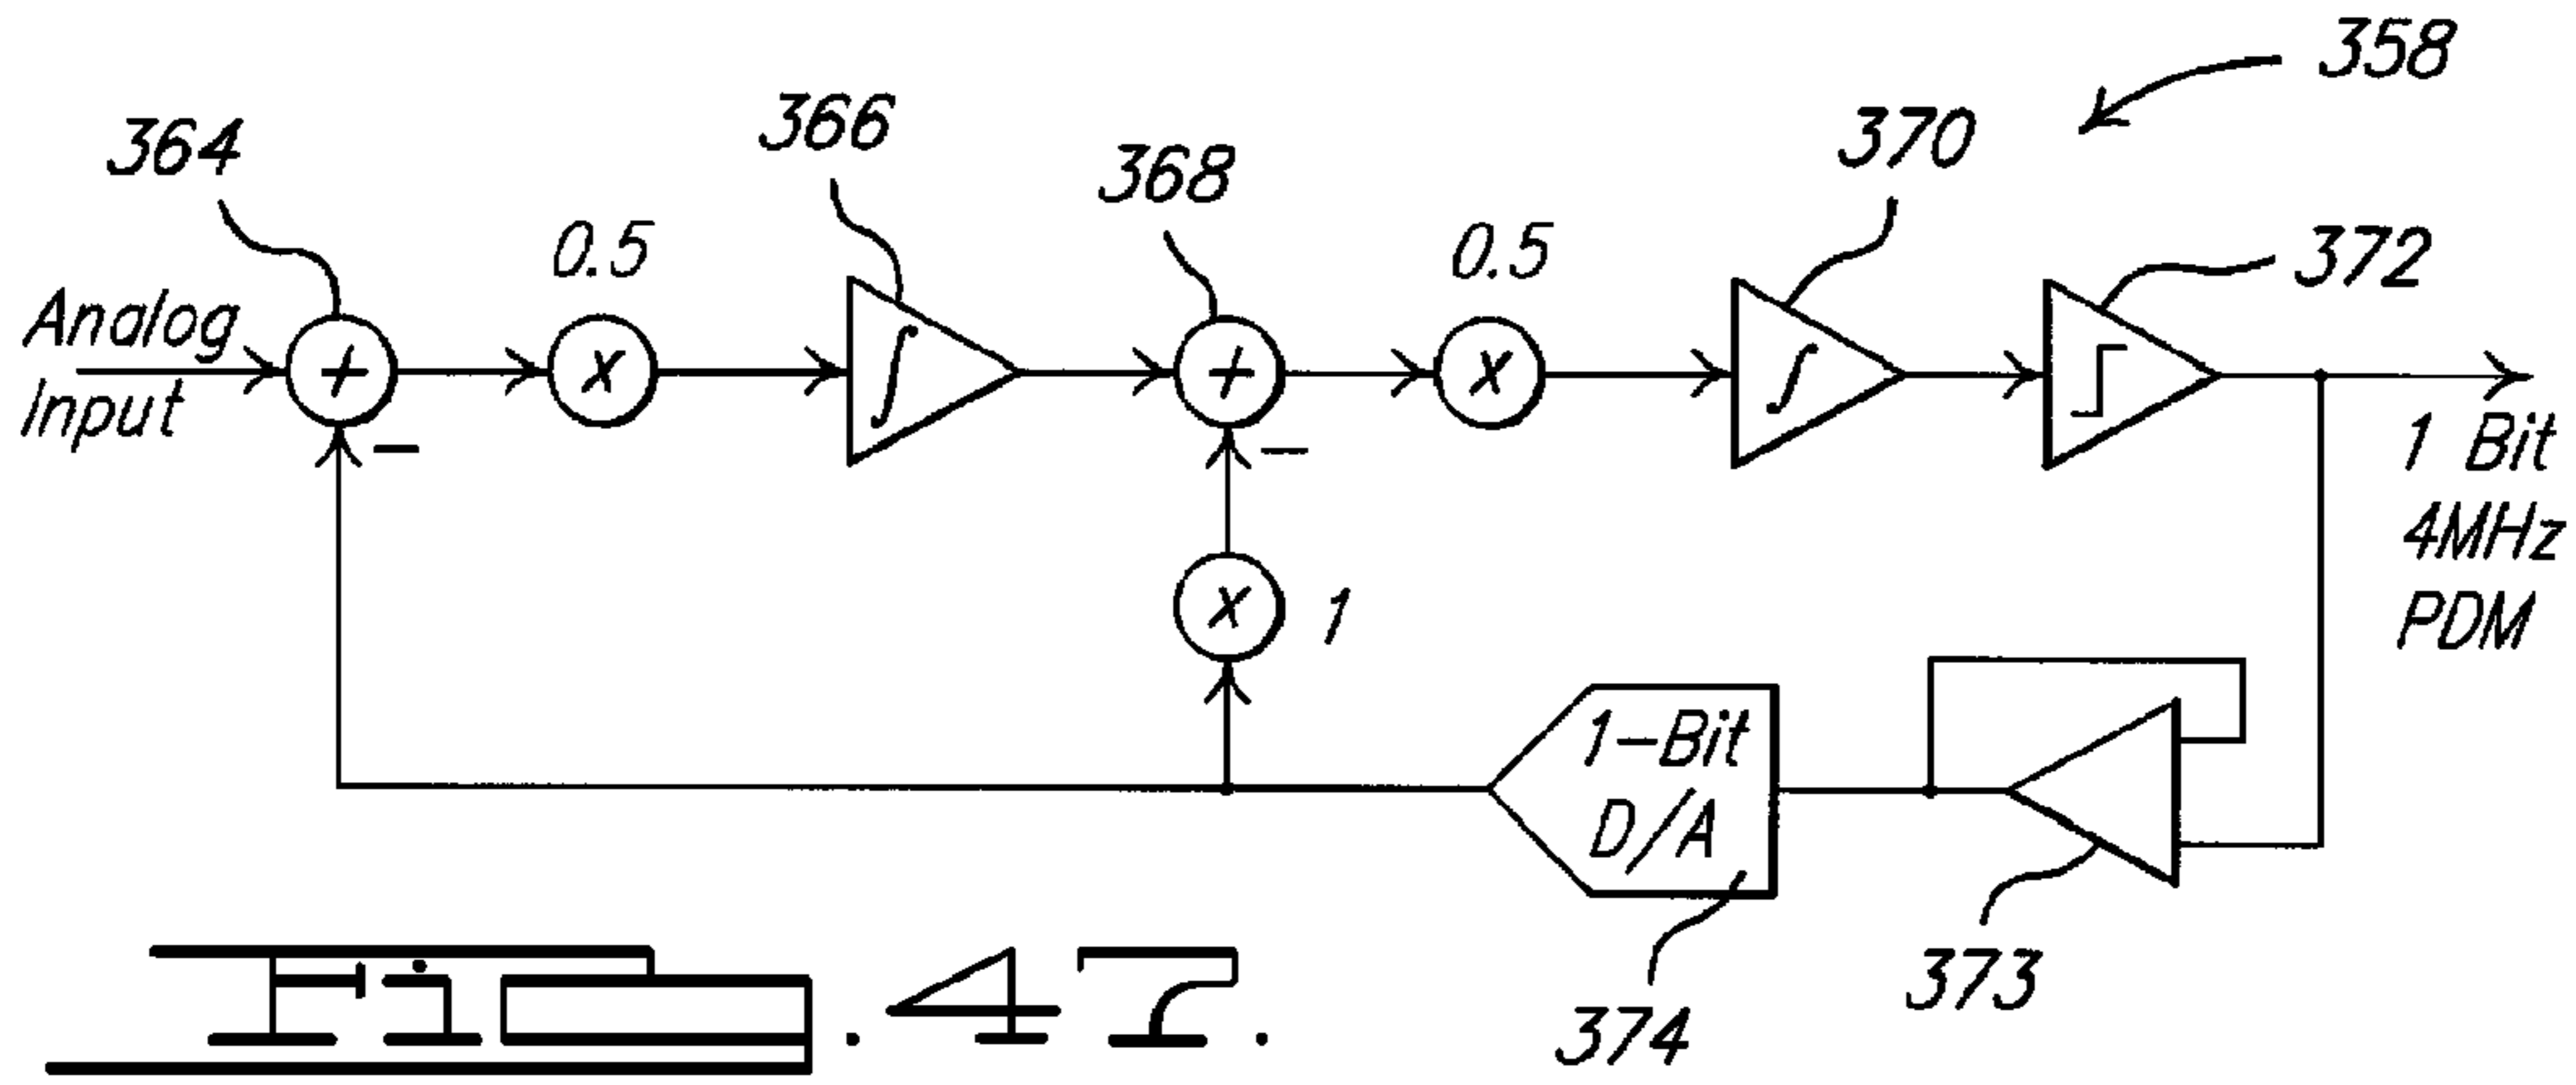 358
364
366
368
370
372
0.5
0.5
Analog
Input
+
x
∫
+
x
∫
-
-
1 Bit
4MHz
PDM
x
1
1-Bit
D/A
373
374
Fig. 47.